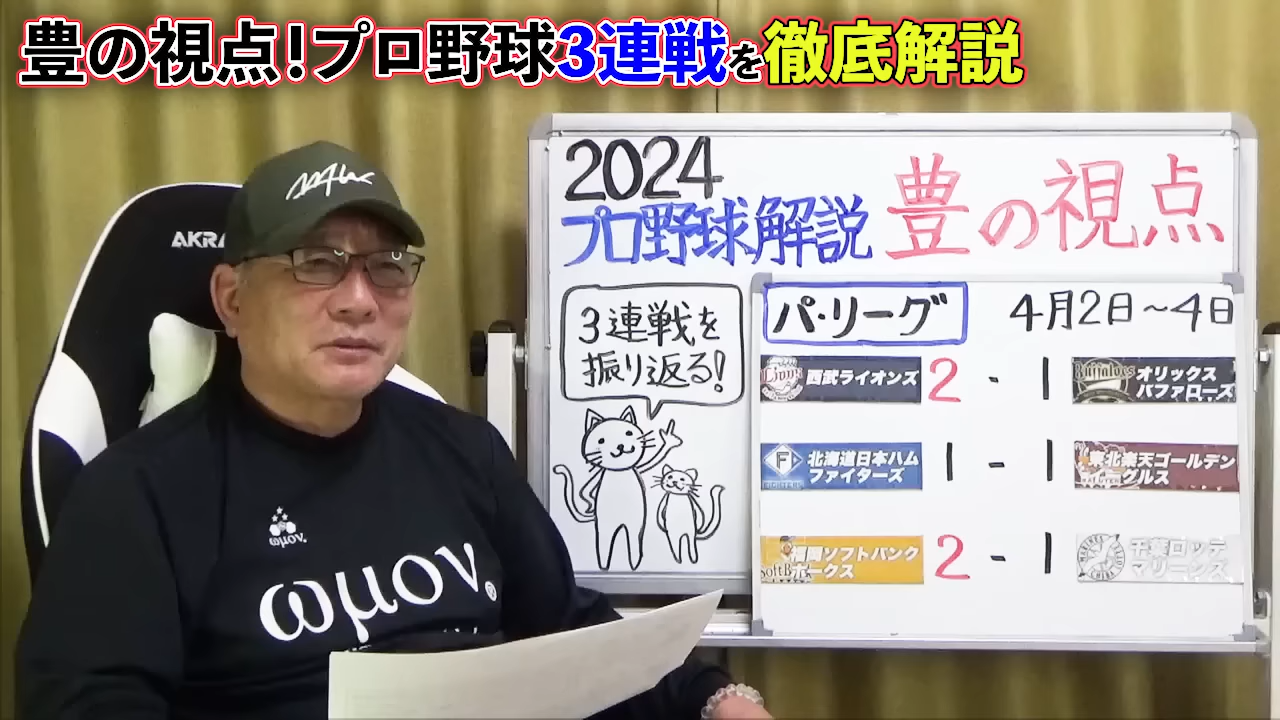 豊の視点!プロ野球3連戦を徹底解説
2024
プロ野球解説 豊の視点
3連戦を
振り返る!
パ・リーグ 4月2日~4日
Lions 西武ライオンズ 2 - 1 Buffaloes オリックス
バファローズ
F 北海道日本ハム
ファイターズ
FIGHTERS
1 - 1
東北楽天ゴールデン
イーグルス
福岡ソフトバンク
ホークス
SoftB
2 - 1
千葉ロッテ
マリーンズ
AKRA
ωμον.
ωμον.